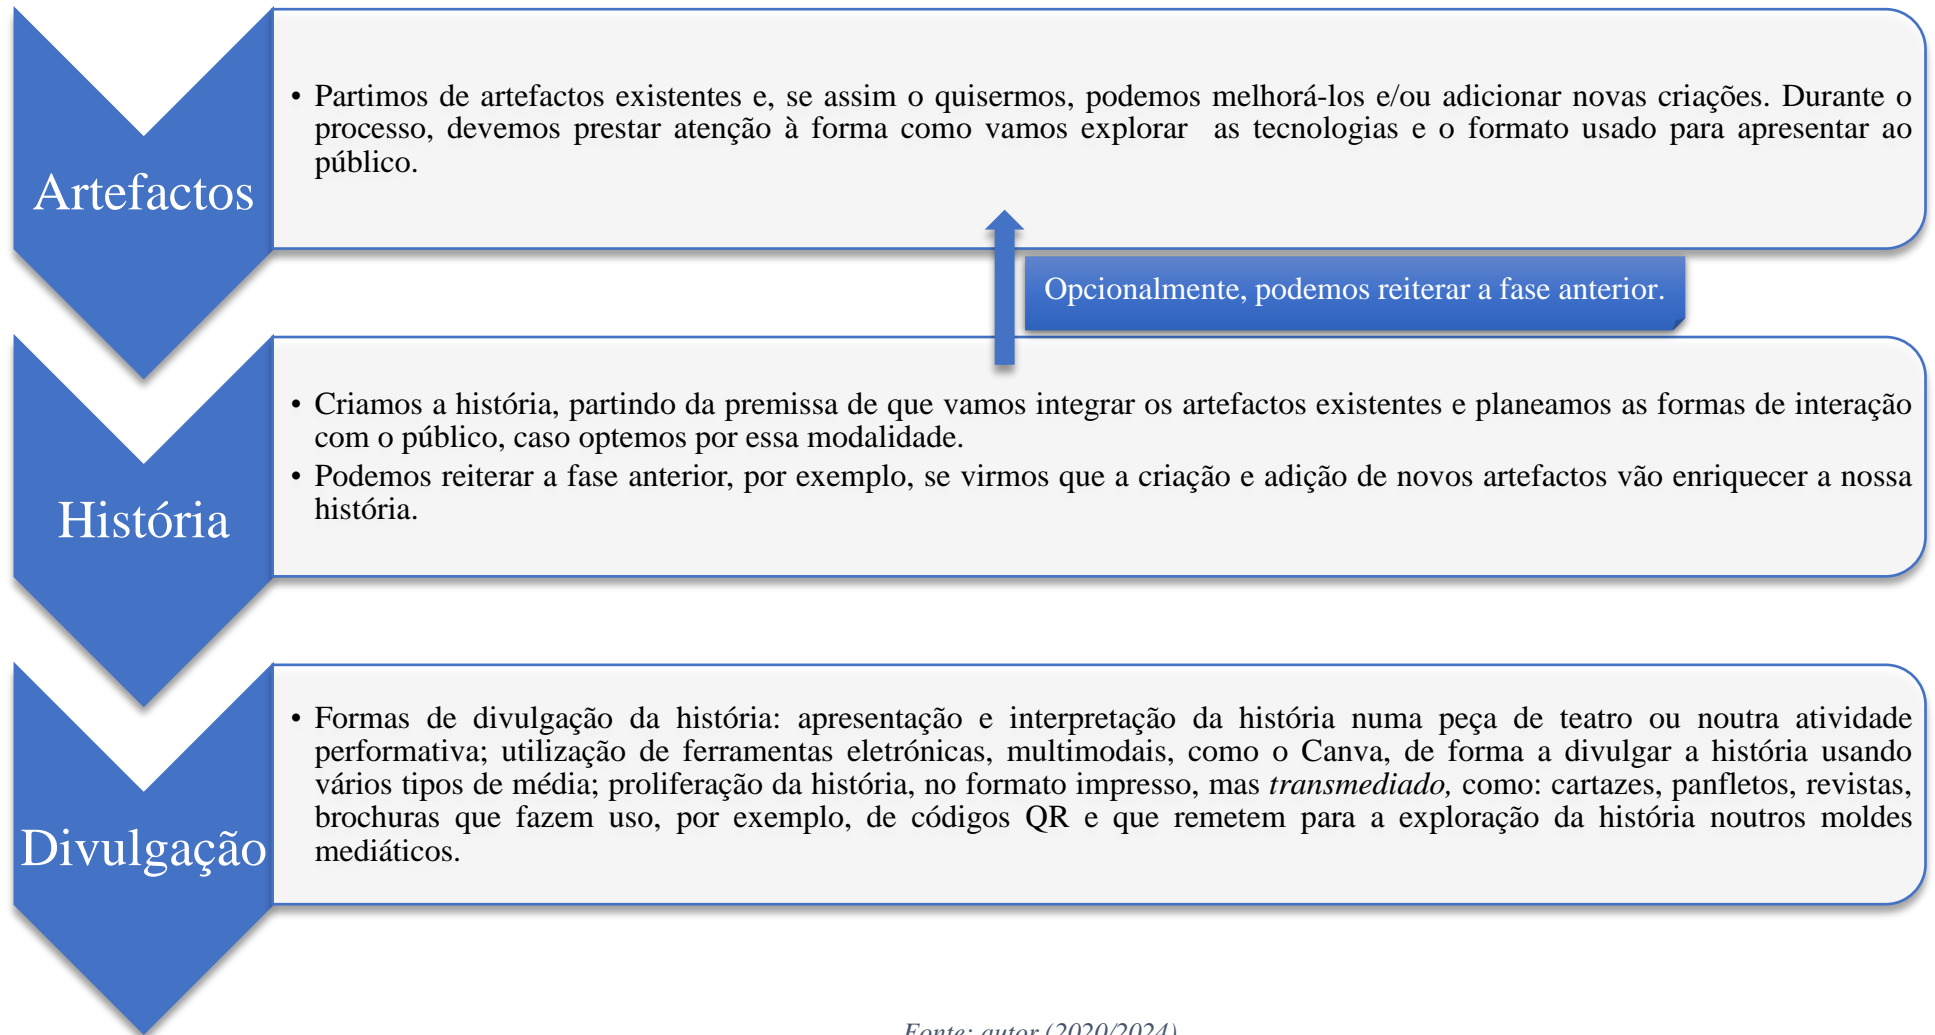 Artefactos
• Partimos de artefactos existentes e, se assim o quisermos, podemos melhorá-los e/ou adicionar novas criações. Durante o
processo, devemos prestar atenção à forma como vamos explorar as tecnologias e o formato usado para apresentar ao
público.
Opcionalmente, podemos reiterar a fase anterior.
História
• Criamos a história, partindo da premissa de que vamos integrar os artefactos existentes e planeamos as formas de interação
com o público, caso optemos por essa modalidade.
• Podemos reiterar a fase anterior, por exemplo, se virmos que a criação e adição de novos artefactos vão enriquecer a nossa
história.
Divulgação
• Formas de divulgação da história: apresentação e interpretação da história numa peça de teatro ou noutra atividade
performativa; utilização de ferramentas eletrónicas, multimodais, como o Canva, de forma a divulgar a história usando
vários tipos de média; proliferação da história, no formato impresso, mas transmediado, como: cartazes, panfletos, revistas,
brochuras que fazem uso, por exemplo, de códigos QR e que remetem para a exploração da história noutros moldes
mediáticos.
Fonte: autor (2020/2024)